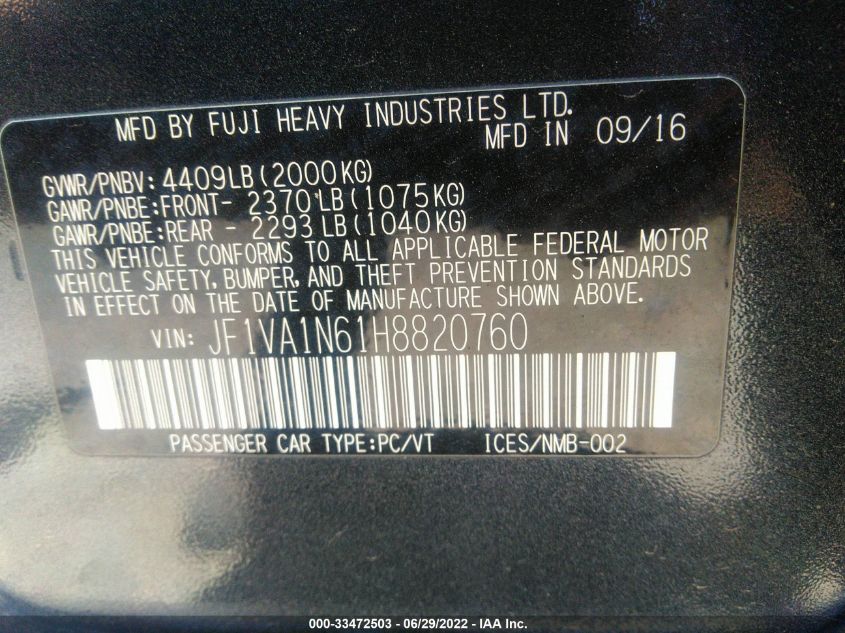 MFD BY FUJI HEAVY INDUSTRIES LTD.
MFD IN 09/16
GVWR/PNBV: 4409LB(2000KG)
GAWR/PNBE:FRONT- 2370LB(1075KG)
GAWR/PNBE:REAR - 2293LB(1040KG)
THIS VEHICLE CONFORMS TO ALL APPLICABLE FEDERAL MOTOR
VEHICLE SAFETY, BUMPER, AND THEFT PREVENTION STANDARDS
IN EFFECT ON THE DATE OF MANUFACTURE SHOWN ABOVE.
VIN: JF1VA1N61H8820760
PASSENGER CAR TYPE:PC/VT ICES/NMB-002
000-33472503 - 06/29/2022 - IAA Inc.